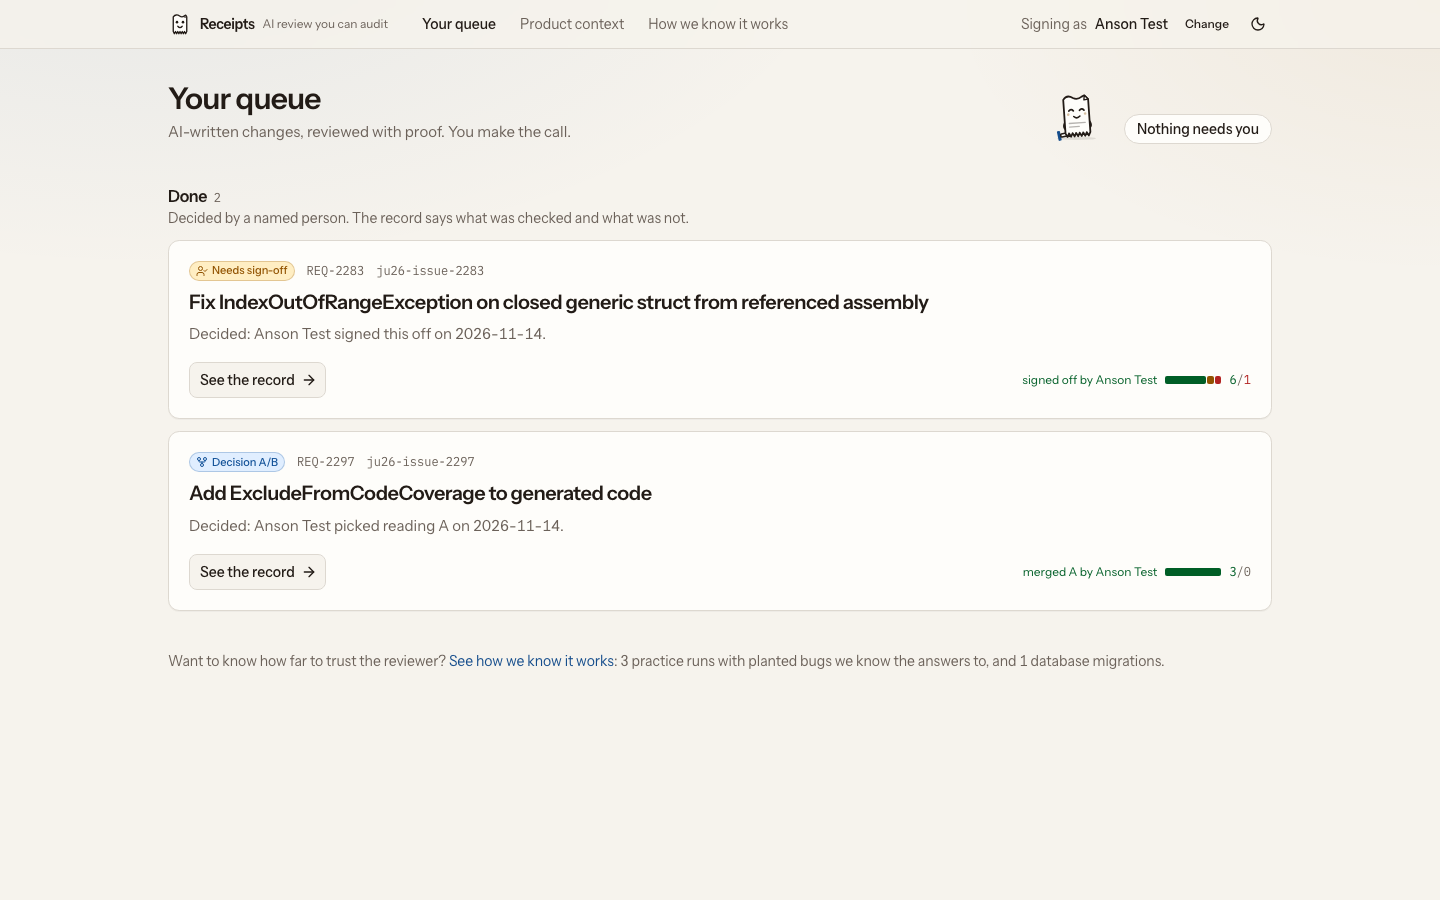 Receipts AI review you can audit Your queue Product context How we know it works Signing as Anson Test Change
Your queue
AI-written changes, reviewed with proof. You make the call.
Nothing needs you
Done 2
Decided by a named person. The record says what was checked and what was not.
Needs sign-off REQ-2283 ju26-issue-2283
Fix IndexOutOfRangeException on closed generic struct from referenced assembly
Decided: Anson Test signed this off on 2026-11-14.
See the record signed off by Anson Test 6/1
Decision A/B REQ-2297 ju26-issue-2297
Add ExcludeFromCodeCoverage to generated code
Decided: Anson Test picked reading A on 2026-11-14.
See the record merged A by Anson Test 3/0
Want to know how far to trust the reviewer? See how we know it works: 3 practice runs with planted bugs we know the answers to, and 1 database migrations.